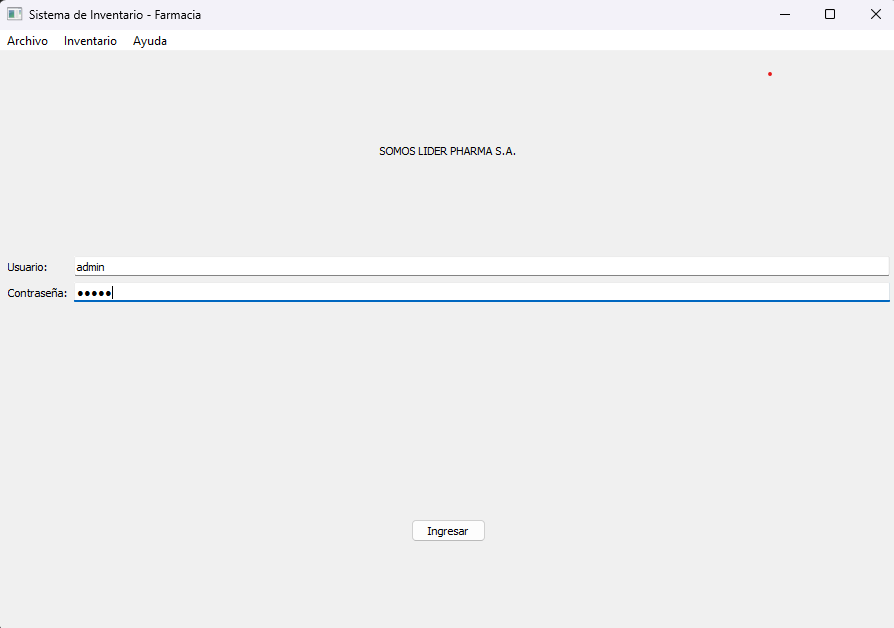 Sistema de Inventario - Farmacia
Archivo Inventario Ayuda
SOMOS LIDER PHARMA S.A.
Usuario: admin
Contraseña: •••••
Ingresar